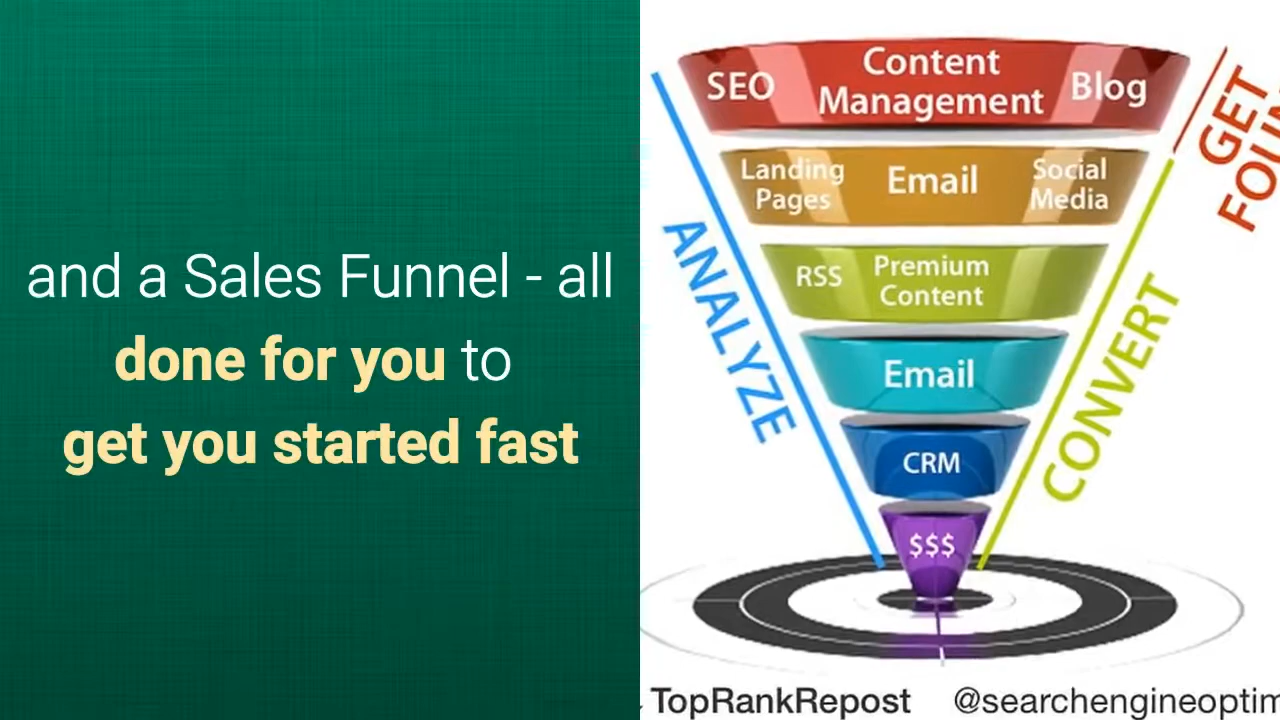 and a Sales Funnel - all
done for you to
get you started fast
SEO
Content
Management
Blog
Landing
Pages
Email
Social
Media
RSS
Premium
Content
Email
CRM
$$$
ANALYZE
CONVERT
GET
TopRankRepost @searchengineoptim